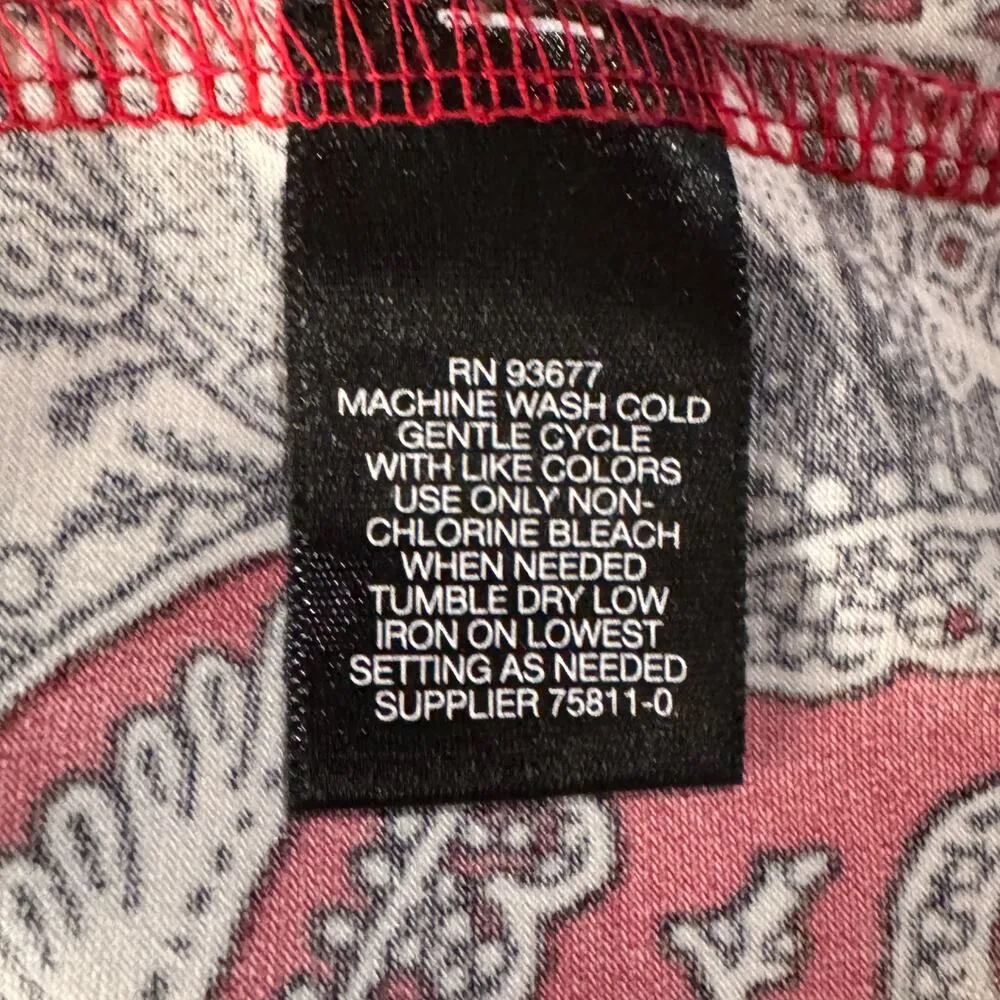 RN 93677
MACHINE WASH COLD
GENTLE CYCLE
WITH LIKE COLORS
USE ONLY NON-
CHLORINE BLEACH
WHEN NEEDED
TUMBLE DRY LOW
IRON ON LOWEST
SETTING AS NEEDED
SUPPLIER 75811-0